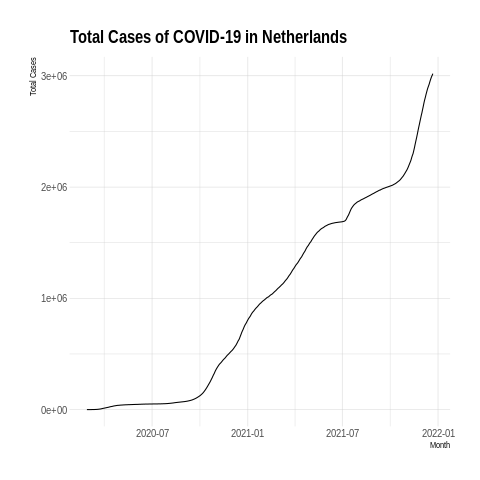 Total Cases of COVID-19 in Netherlands
Total Cases
3e+06
2e+06
1e+06
0e+00
2020-07 2021-01 2021-07 2022-01
Month